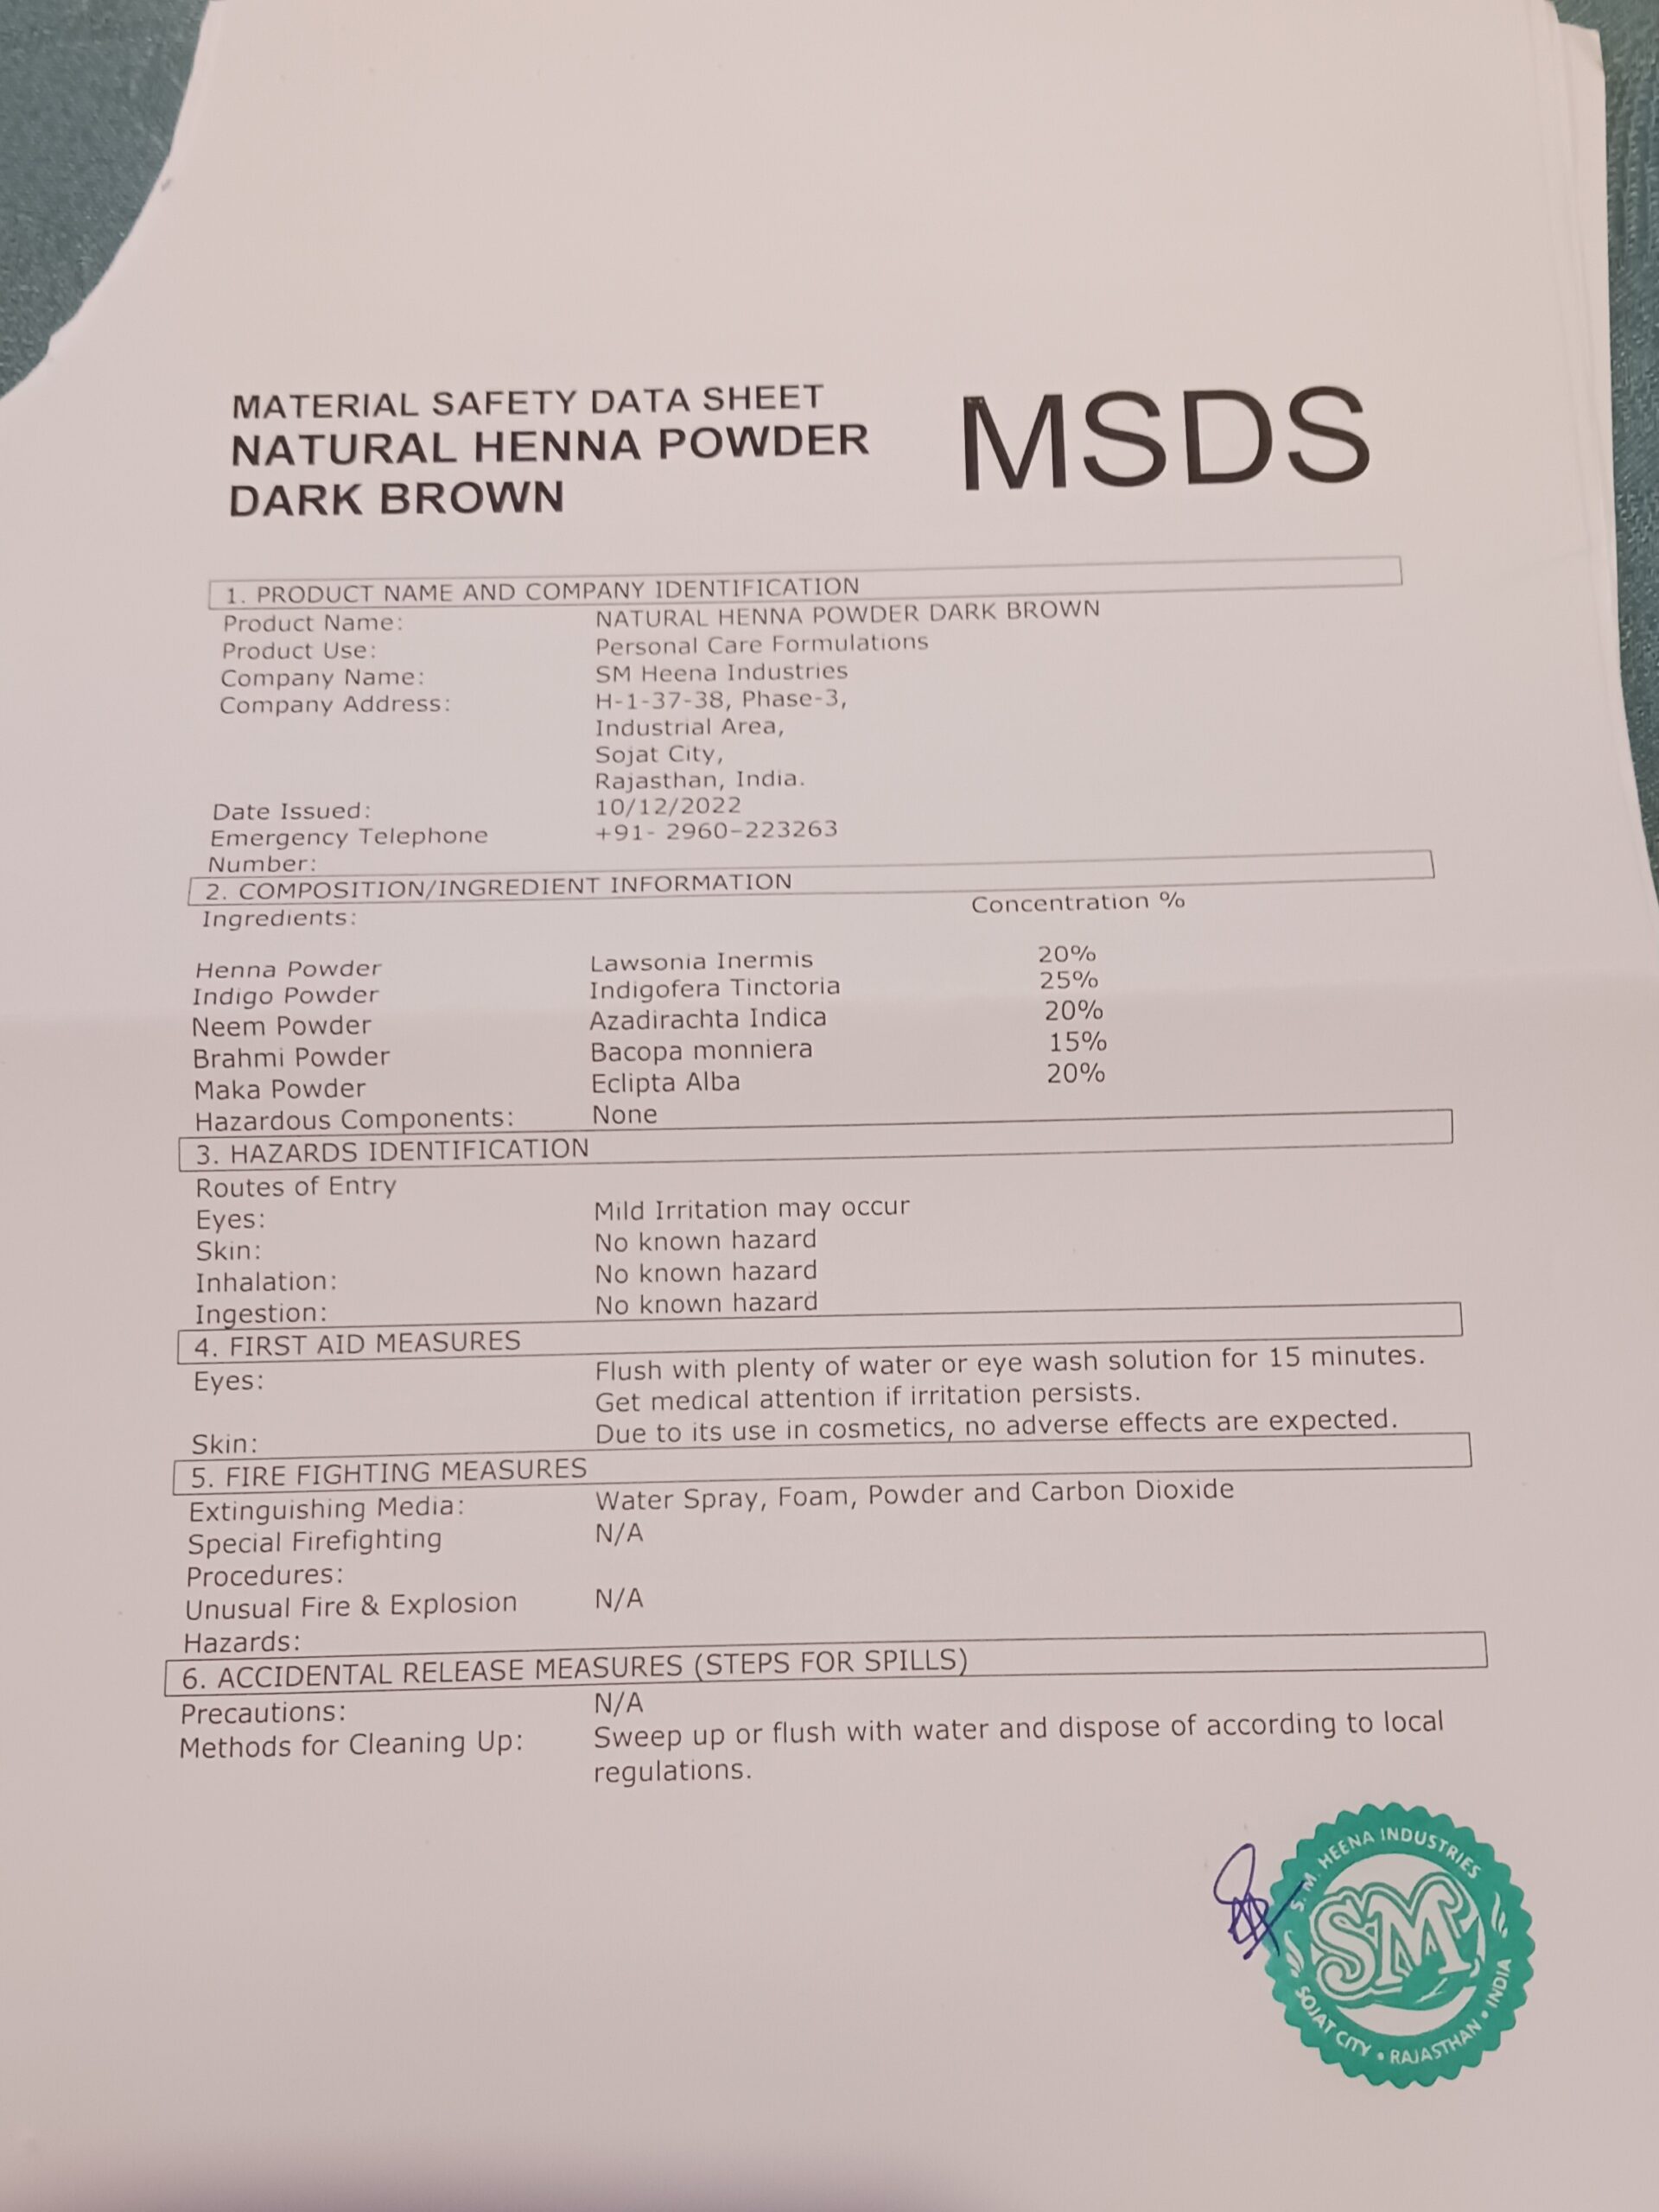 MATERIAL SAFETY DATA SHEET
NATURAL HENNA POWDER
DARK BROWN
MSDS
1. PRODUCT NAME AND COMPANY IDENTIFICATION
Product Name: NATURAL HENNA POWDER DARK BROWN
Product Use: Personal Care Formulations
Company Name: SM Heena Industries
Company Address: H-1-37-38, Phase-3,
Industrial Area,
Sojat City,
Rajasthan, India.
Date Issued: 10/12/2022
Emergency Telephone +91- 2960-223263
Number:
2. COMPOSITION/INGREDIENT INFORMATION
Ingredients: Concentration %
Henna Powder Lawsonia Inermis 20%
Indigo Powder Indigofera Tinctoria 25%
Neem Powder Azadirachta Indica 20%
Brahmi Powder Bacopa monniera 15%
Maka Powder Eclipta Alba 20%
Hazardous Components: None
3. HAZARDS IDENTIFICATION
Routes of Entry
Eyes: Mild Irritation may occur
Skin: No known hazard
Inhalation: No known hazard
Ingestion: No known hazard
4. FIRST AID MEASURES
Eyes: Flush with plenty of water or eye wash solution for 15 minutes.
Get medical attention if irritation persists.
Skin: Due to its use in cosmetics, no adverse effects are expected.
5. FIRE FIGHTING MEASURES
Extinguishing Media: Water Spray, Foam, Powder and Carbon Dioxide
Special Firefighting N/A
Procedures:
Unusual Fire & Explosion N/A
Hazards:
6. ACCIDENTAL RELEASE MEASURES (STEPS FOR SPILLS)
Precautions: N/A
Methods for Cleaning Up: Sweep up or flush with water and dispose of according to local
regulations.
S. M. HEENA INDUSTRIES
SM
SOJAT CITY • RAJASTHAN • INDIA